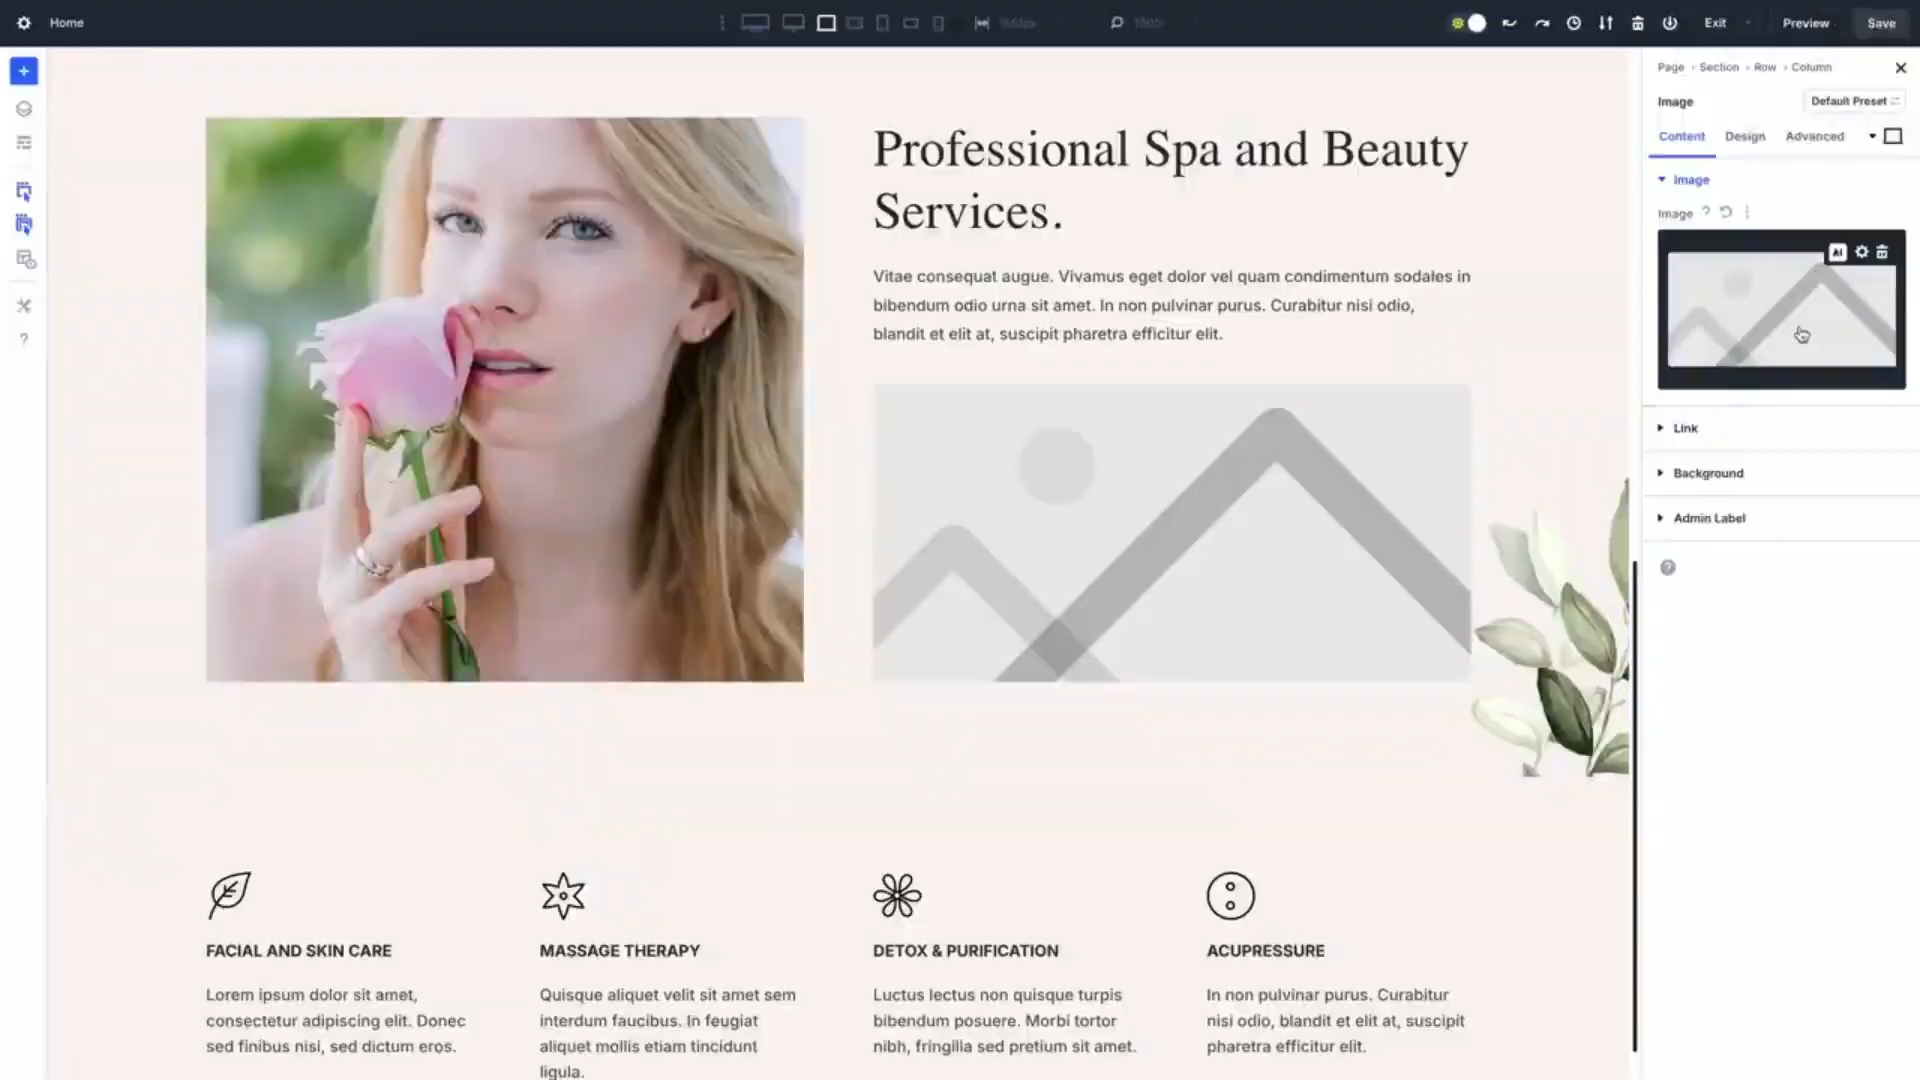 Home
Exit
Preview
Save
Page
Section
Row
Column
Image
Default Preset
Content
Design
Advanced
Image
Image
?
AI
Link
Background
Admin Label
?
?
Professional Spa and Beauty
Services.
Vitae consequat augue. Vivamus eget dolor vel quam condimentum sodales in
bibendum odio urna sit amet. In non pulvinar purus. Curabitur nisi odio,
blandit et elit at, suscipit pharetra efficitur elit.
FACIAL AND SKIN CARE
Lorem ipsum dolor sit amet,
consectetur adipiscing elit. Donec
sed finibus nisi, sed dictum eros.
MASSAGE THERAPY
Quisque aliquet velit sit amet sem
interdum faucibus. In feugiat
aliquet mollis etiam tincidunt
ligula.
DETOX & PURIFICATION
Luctus lectus non quisque turpis
bibendum posuere. Morbi tortor
nibh, fringilla sed pretium sit amet.
ACUPRESSURE
In non pulvinar purus. Curabitur
nisi odio, blandit et elit at, suscipit
pharetra efficitur elit.